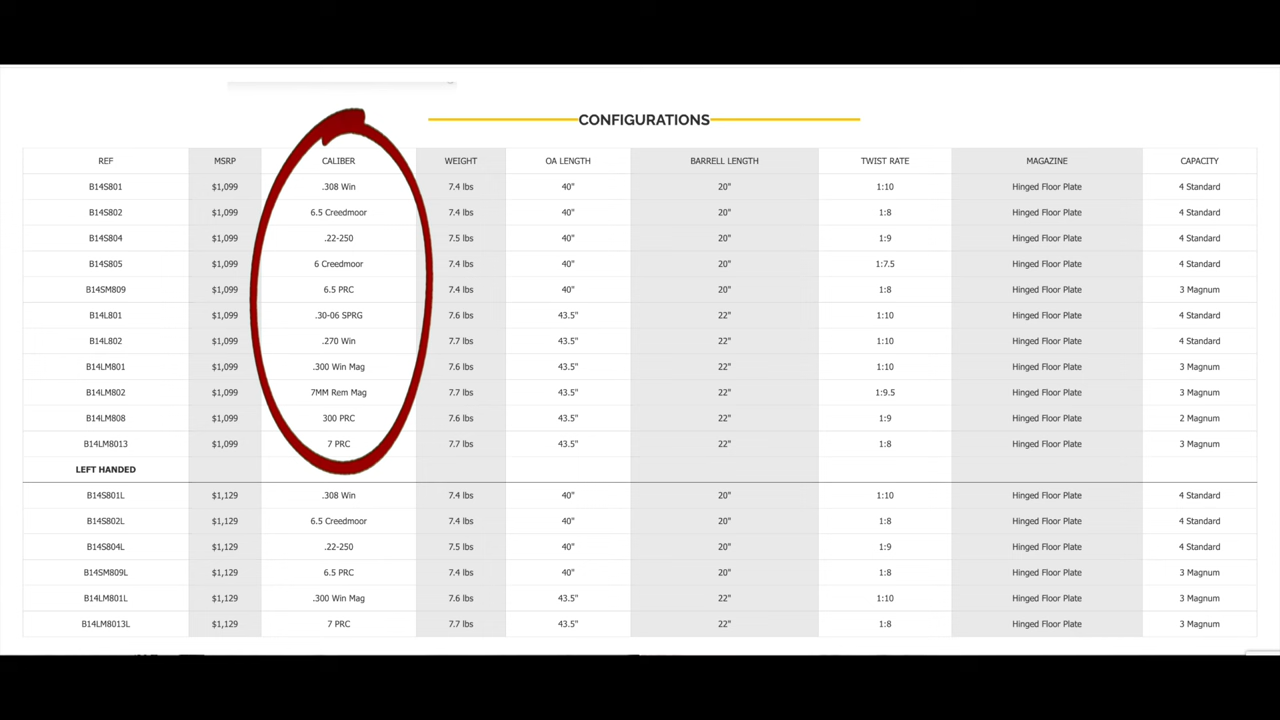 CONFIGURATIONS
REF MSRP CALIBER WEIGHT OA LENGTH BARRELL LENGTH TWIST RATE MAGAZINE CAPACITY
B14S801 $1,099 .308 Win 7.4 lbs 40" 20" 1:10 Hinged Floor Plate 4 Standard
B14S802 $1,099 6.5 Creedmoor 7.4 lbs 40" 20" 1:8 Hinged Floor Plate 4 Standard
B14S804 $1,099 .22-250 7.5 lbs 40" 20" 1:9 Hinged Floor Plate 4 Standard
B14S805 $1,099 6 Creedmoor 7.4 lbs 40" 20" 1:7.5 Hinged Floor Plate 4 Standard
B14SM809 $1,099 6.5 PRC 7.4 lbs 40" 20" 1:8 Hinged Floor Plate 3 Magnum
B14L801 $1,099 .30-06 SPRG 7.6 lbs 43.5" 22" 1:10 Hinged Floor Plate 4 Standard
B14L802 $1,099 .270 Win 7.7 lbs 43.5" 22" 1:10 Hinged Floor Plate 4 Standard
B14LM801 $1,099 .300 Win Mag 7.6 lbs 43.5" 22" 1:10 Hinged Floor Plate 3 Magnum
B14LM802 $1,099 7MM Rem Mag 7.7 lbs 43.5" 22" 1:9.5 Hinged Floor Plate 3 Magnum
B14LM808 $1,099 300 PRC 7.6 lbs 43.5" 22" 1:9 Hinged Floor Plate 2 Magnum
B14LM8013 $1,099 7 PRC 7.7 lbs 43.5" 22" 1:8 Hinged Floor Plate 3 Magnum
LEFT HANDED
B14S801L $1,129 .308 Win 7.4 lbs 40" 20" 1:10 Hinged Floor Plate 4 Standard
B14S802L $1,129 6.5 Creedmoor 7.4 lbs 40" 20" 1:8 Hinged Floor Plate 4 Standard
B14S804L $1,129 .22-250 7.5 lbs 40" 20" 1:9 Hinged Floor Plate 4 Standard
B14SM809L $1,129 6.5 PRC 7.4 lbs 40" 20" 1:8 Hinged Floor Plate 3 Magnum
B14LM801L $1,129 .300 Win Mag 7.6 lbs 43.5" 22" 1:10 Hinged Floor Plate 3 Magnum
B14LM8013L $1,129 7 PRC 7.7 lbs 43.5" 22" 1:8 Hinged Floor Plate 3 Magnum